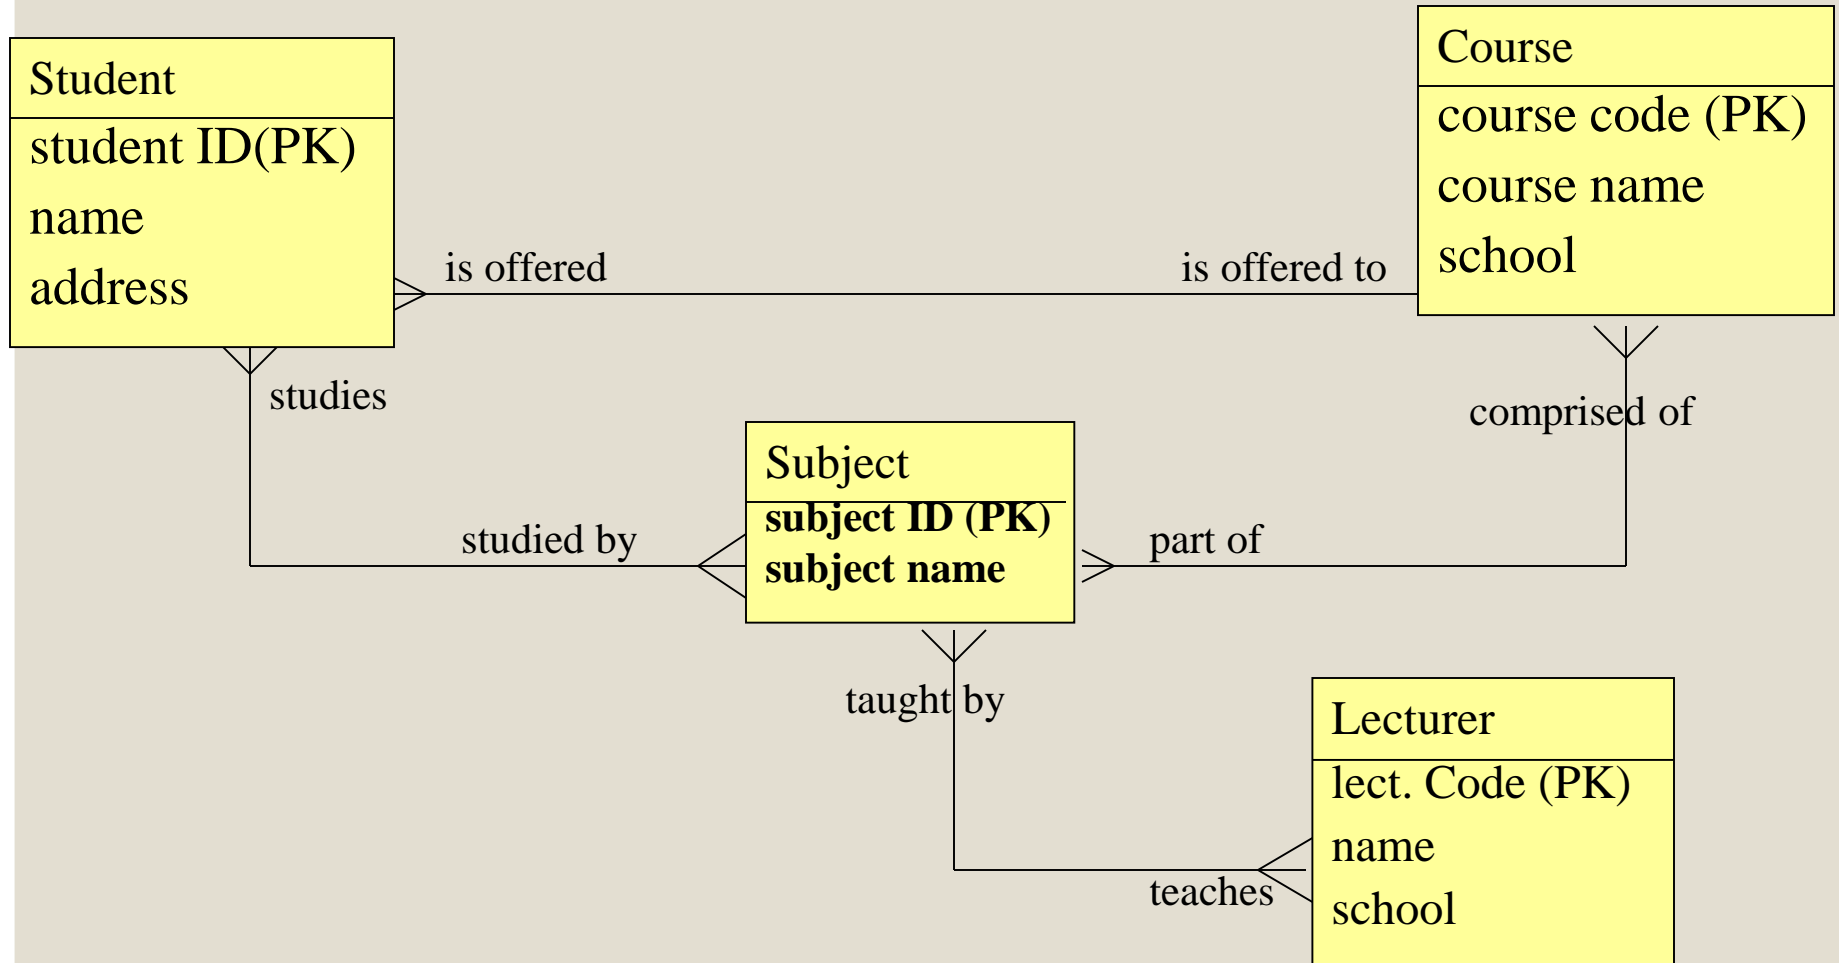 Student
student ID(PK)
name
address
Course
course code (PK)
course name
school
is offered
is offered to
studies
comprised of
Subject
subject ID (PK)
subject name
studied by
part of
taught by
teaches
Lecturer
lect. Code (PK)
name
school